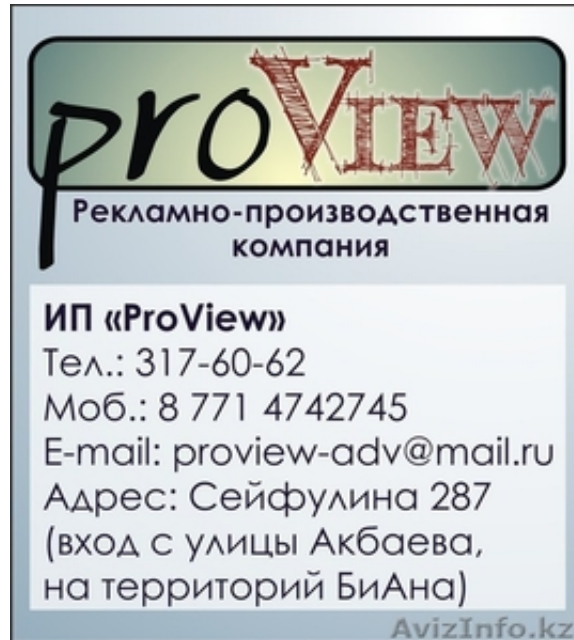 proView
Рекламно-производственная
компания
ИП «ProView»
Тел.: 317-60-62
Моб.: 8 771 4742745
E-mail: proview-adv@mail.ru
Адрес: Сейфулина 287
(вход с улицы Акбаева,
на территорий БиАна)
AvizInfo.kz